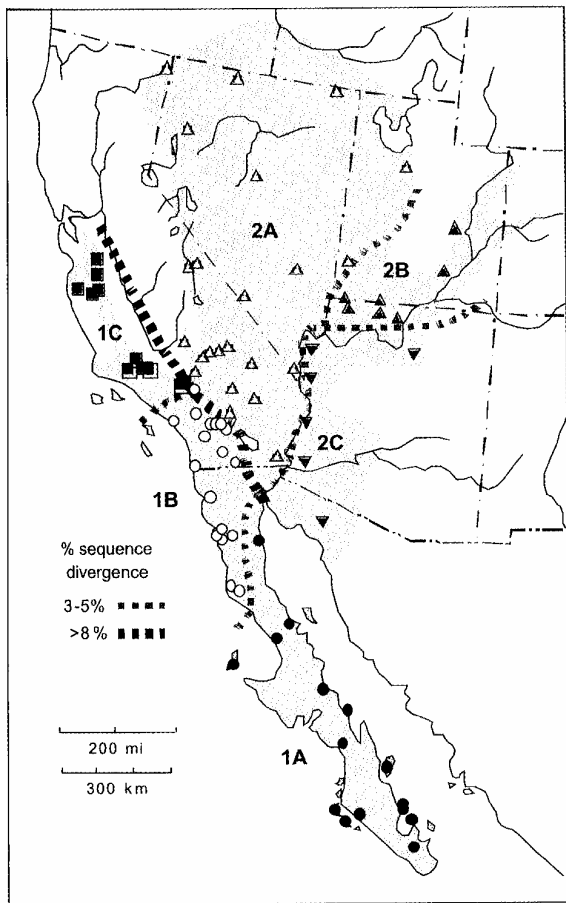 2A
2B
1C
2C
1B
% sequence
divergence
3-5%
>8%
200 mi
300 km
1A